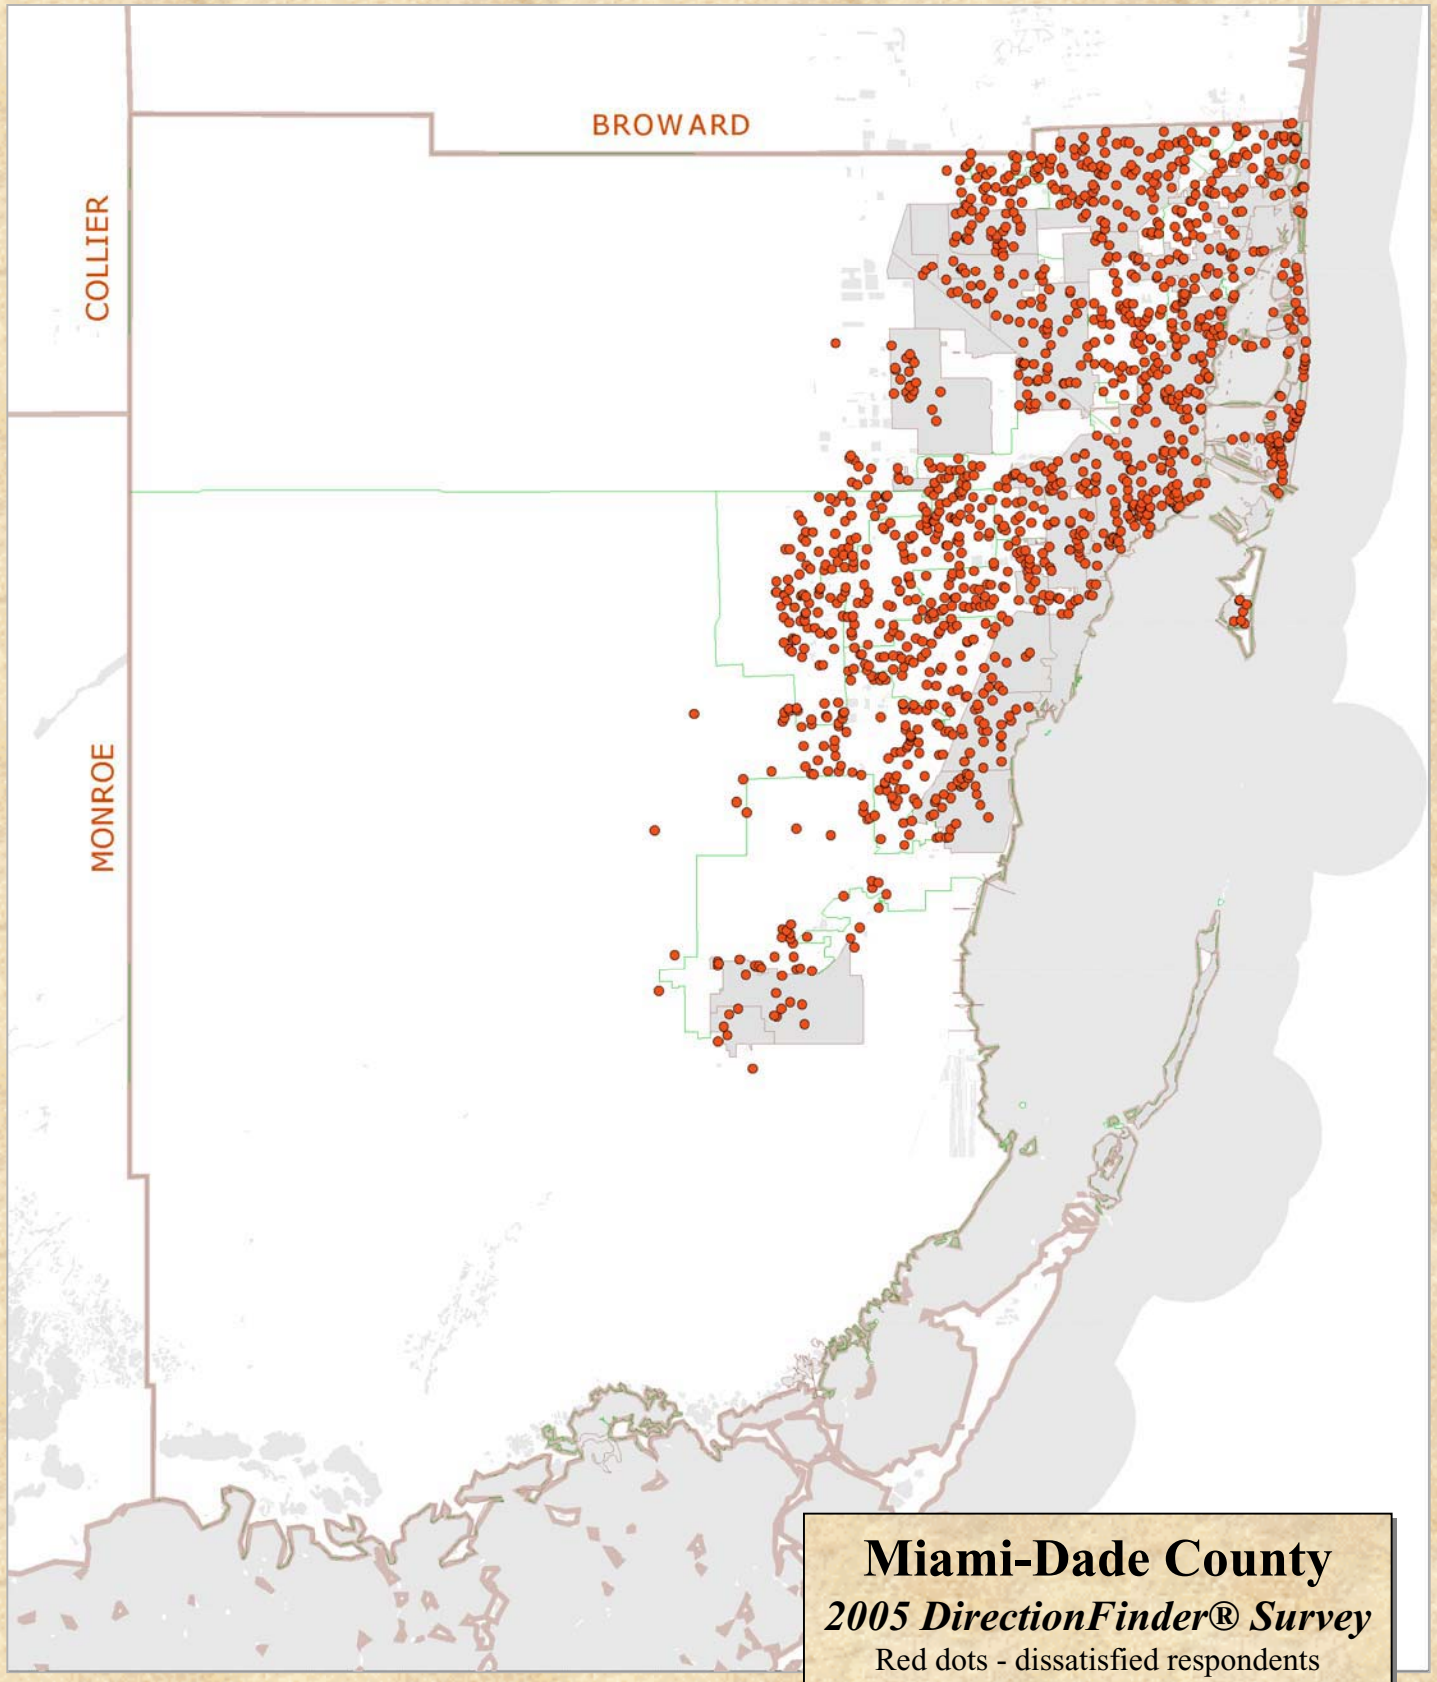 BROWARD
COLLIER
MONROE
Miami-Dade County
2005 DirectionFinder® Survey
Red dots - dissatisfied respondents